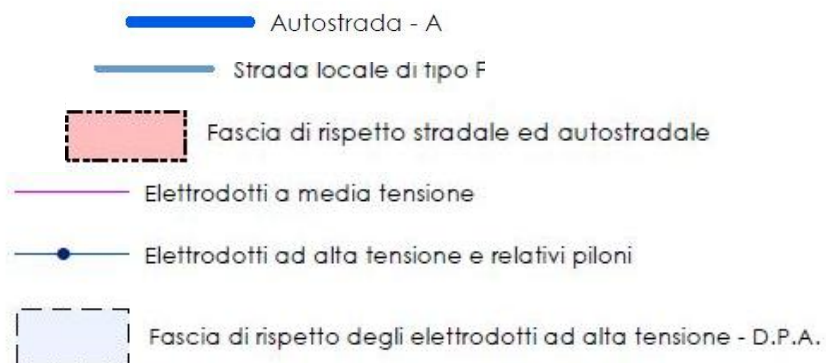 Autostrada - A
Strada locale di tipo F
Fascia di rispetto stradale ed autostradale
Elettrodotti a media tensione
Elettrodotti ad alta tensione e relativi piloni
Fascia di rispetto degli elettrodotti ad alta tensione - D.P.A.